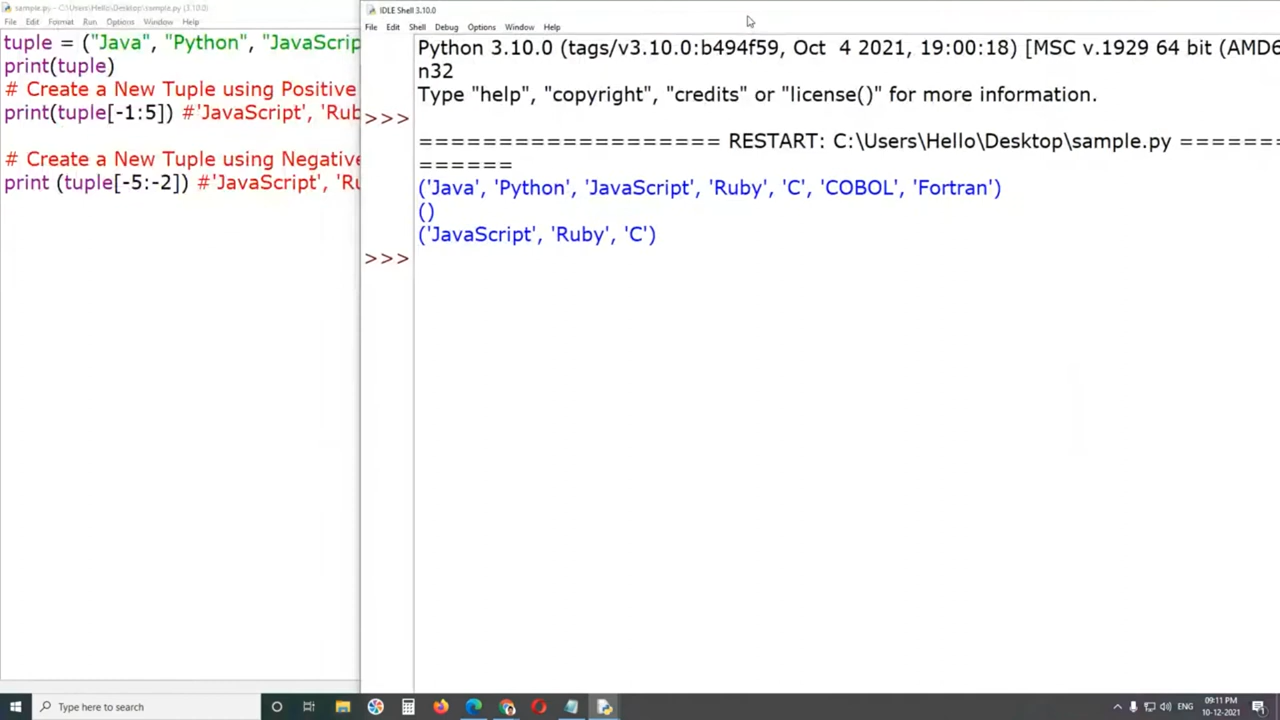 sample.py - C:\Users\Hello\Desktop\sample.py (3.10.0)
File Edit Format Run Options Window Help
tuple = ("Java", "Python", "JavaScrip
print(tuple)
# Create a New Tuple using Positive
print(tuple[-1:5]) #'JavaScript', 'Rub
# Create a New Tuple using Negative
print (tuple[-5:-2]) #'JavaScript', 'Ru
IDLE Shell 3.10.0
File Edit Shell Debug Options Window Help
Python 3.10.0 (tags/v3.10.0:b494f59, Oct  4 2021, 19:00:18) [MSC v.1929 64 bit (AMD6
n32
Type "help", "copyright", "credits" or "license()" for more information.
>>>
=================== RESTART: C:\Users\Hello\Desktop\sample.py =======
======
('Java', 'Python', 'JavaScript', 'Ruby', 'C', 'COBOL', 'Fortran')
()
('JavaScript', 'Ruby', 'C')
>>>
Type here to search
ENG
09:11 PM
10-12-2021